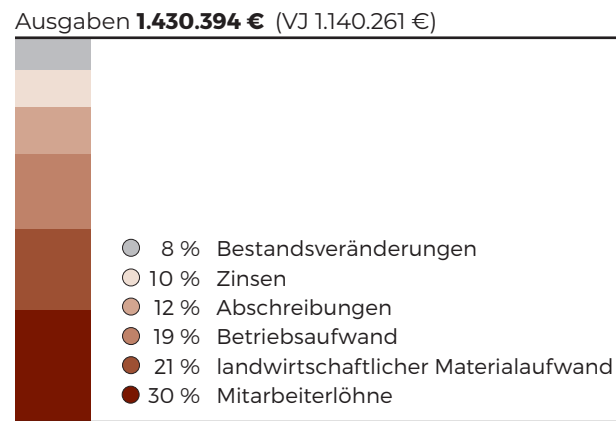 Ausgaben 1.430.394 € (VJ 1.140.261 €)
8 % Bestandsveränderungen
10 % Zinsen
12 % Abschreibungen
19 % Betriebsaufwand
21 % landwirtschaftlicher Materialaufwand
30 % Mitarbeiterlöhne